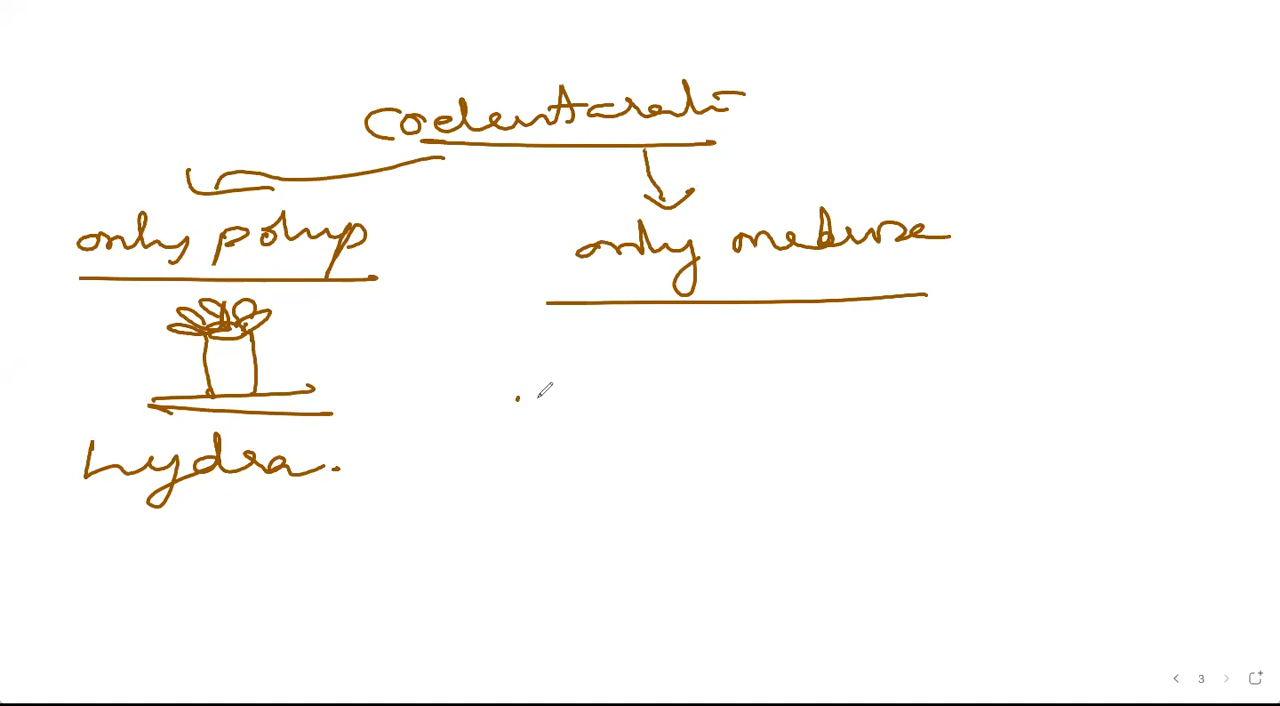 Coelenterata
only polyp
only medusa
hydra.
3